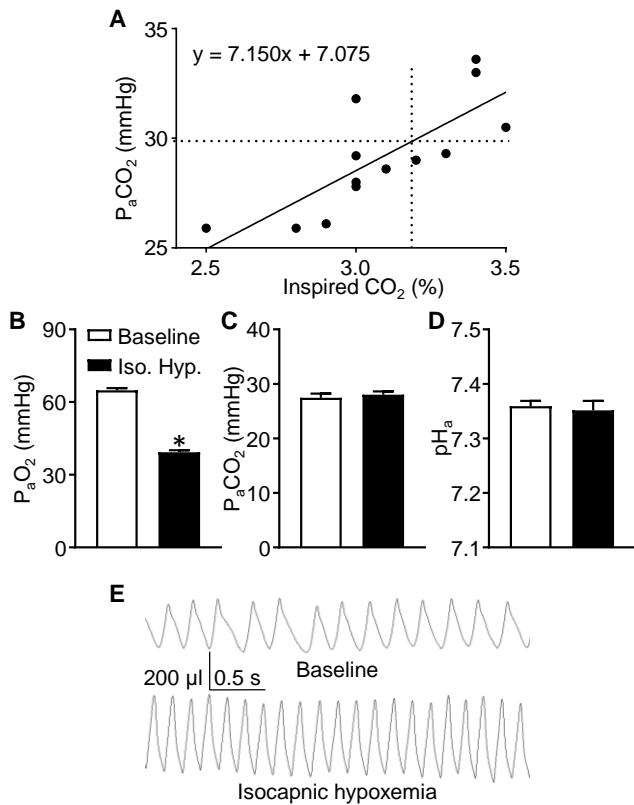 A
y = 7.150x + 7.075
35
30
25
PaCO2 (mmHg)
2.5 3.0 3.5
Inspired CO2 (%)
B
90
60
30
0
PaO2 (mmHg)
Baseline
Iso. Hyp.
*
C
40
30
20
10
0
PaCO2 (mmHg)
D
7.5
7.4
7.3
7.2
7.1
pHa
E
200 µl 0.5 s
Baseline
Isocapnic hypoxemia